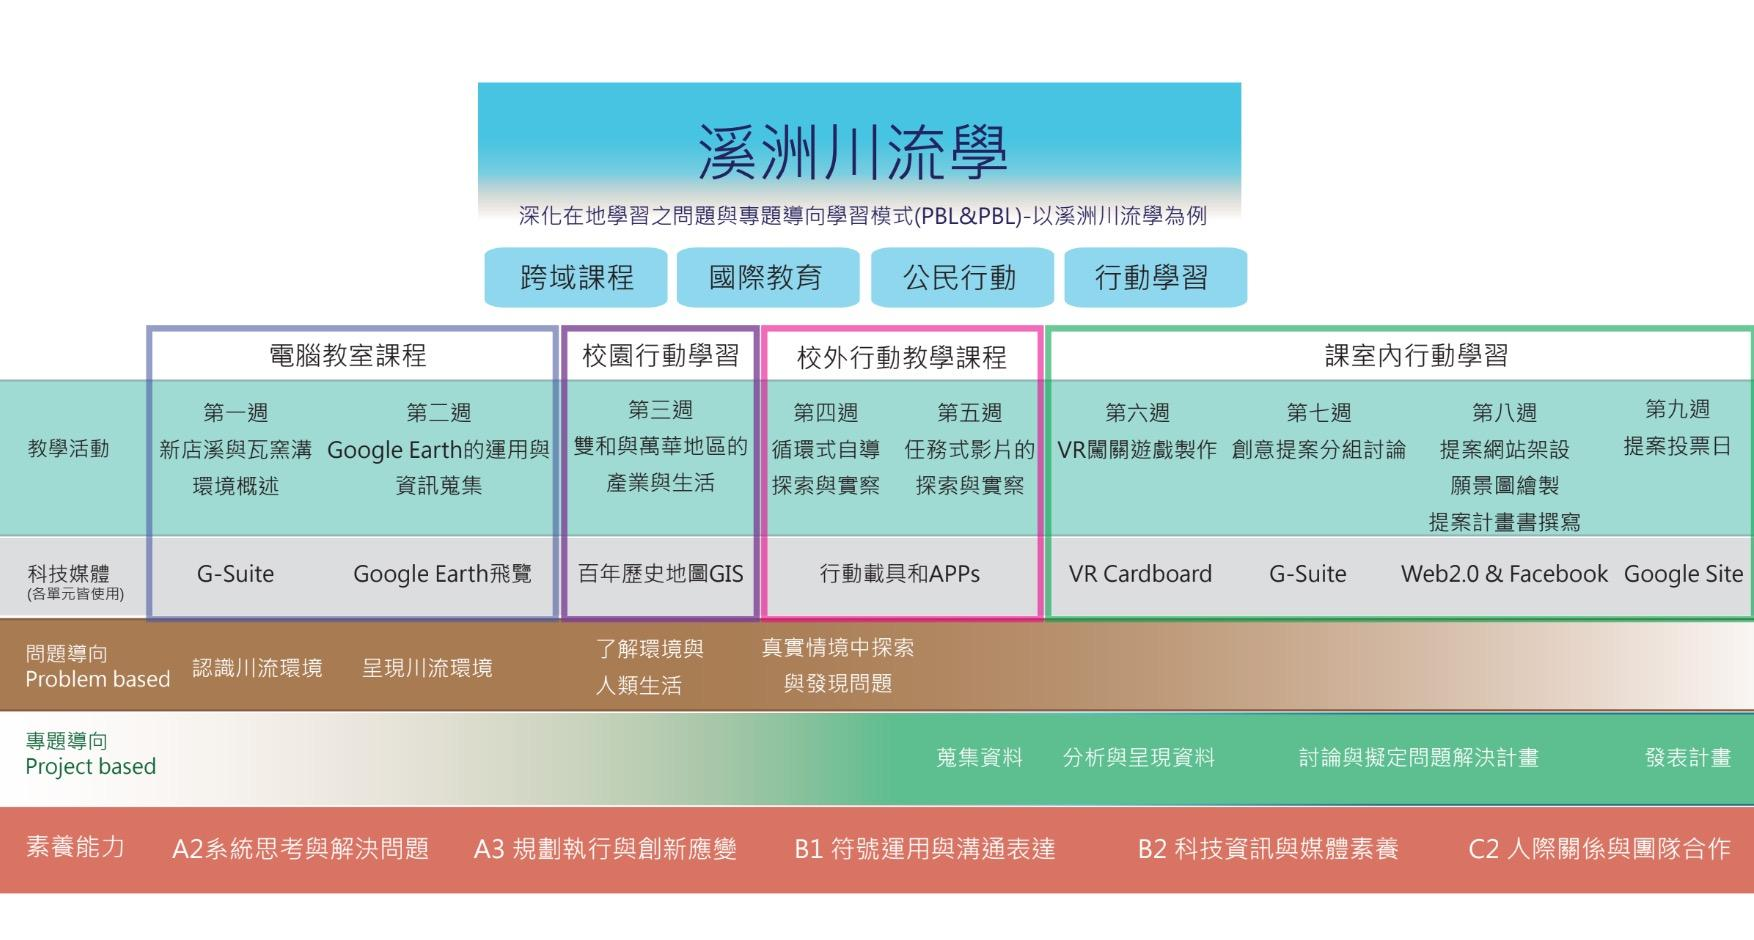 溪洲川流學
深化在地學習之問題與專題導向學習模式(PBL&PBL)-以溪洲川流學為例
跨域課程 國際教育 公民行動 行動學習
電腦教室課程 校園行動學習 校外行動教學課程 課室內行動學習
教學活動
第一週
新店溪與瓦窯溝
環境概述
第二週
Google Earth的運用與
資訊蒐集
第三週
雙和與萬華地區的
產業與生活
第四週
循環式自導
探索與實察
第五週
任務式影片的
探索與實察
第六週
VR闖關遊戲製作
第七週
創意提案分組討論
第八週
提案網站架設
願景圖繪製
提案計畫書撰寫
第九週
提案投票日
科技媒體
(各單元皆使用)
G-Suite Google Earth飛覽 百年歷史地圖GIS 行動載具和APPs VR Cardboard G-Suite Web2.0 & Facebook Google Site
問題導向
Problem based
認識川流環境 呈現川流環境
了解環境與
人類生活
真實情境中探索
與發現問題
專題導向
Project based
蒐集資料 分析與呈現資料 討論與擬定問題解決計畫 發表計畫
素養能力 A2系統思考與解決問題 A3 規劃執行與創新應變 B1 符號運用與溝通表達 B2 科技資訊與媒體素養 C2 人際關係與團隊合作